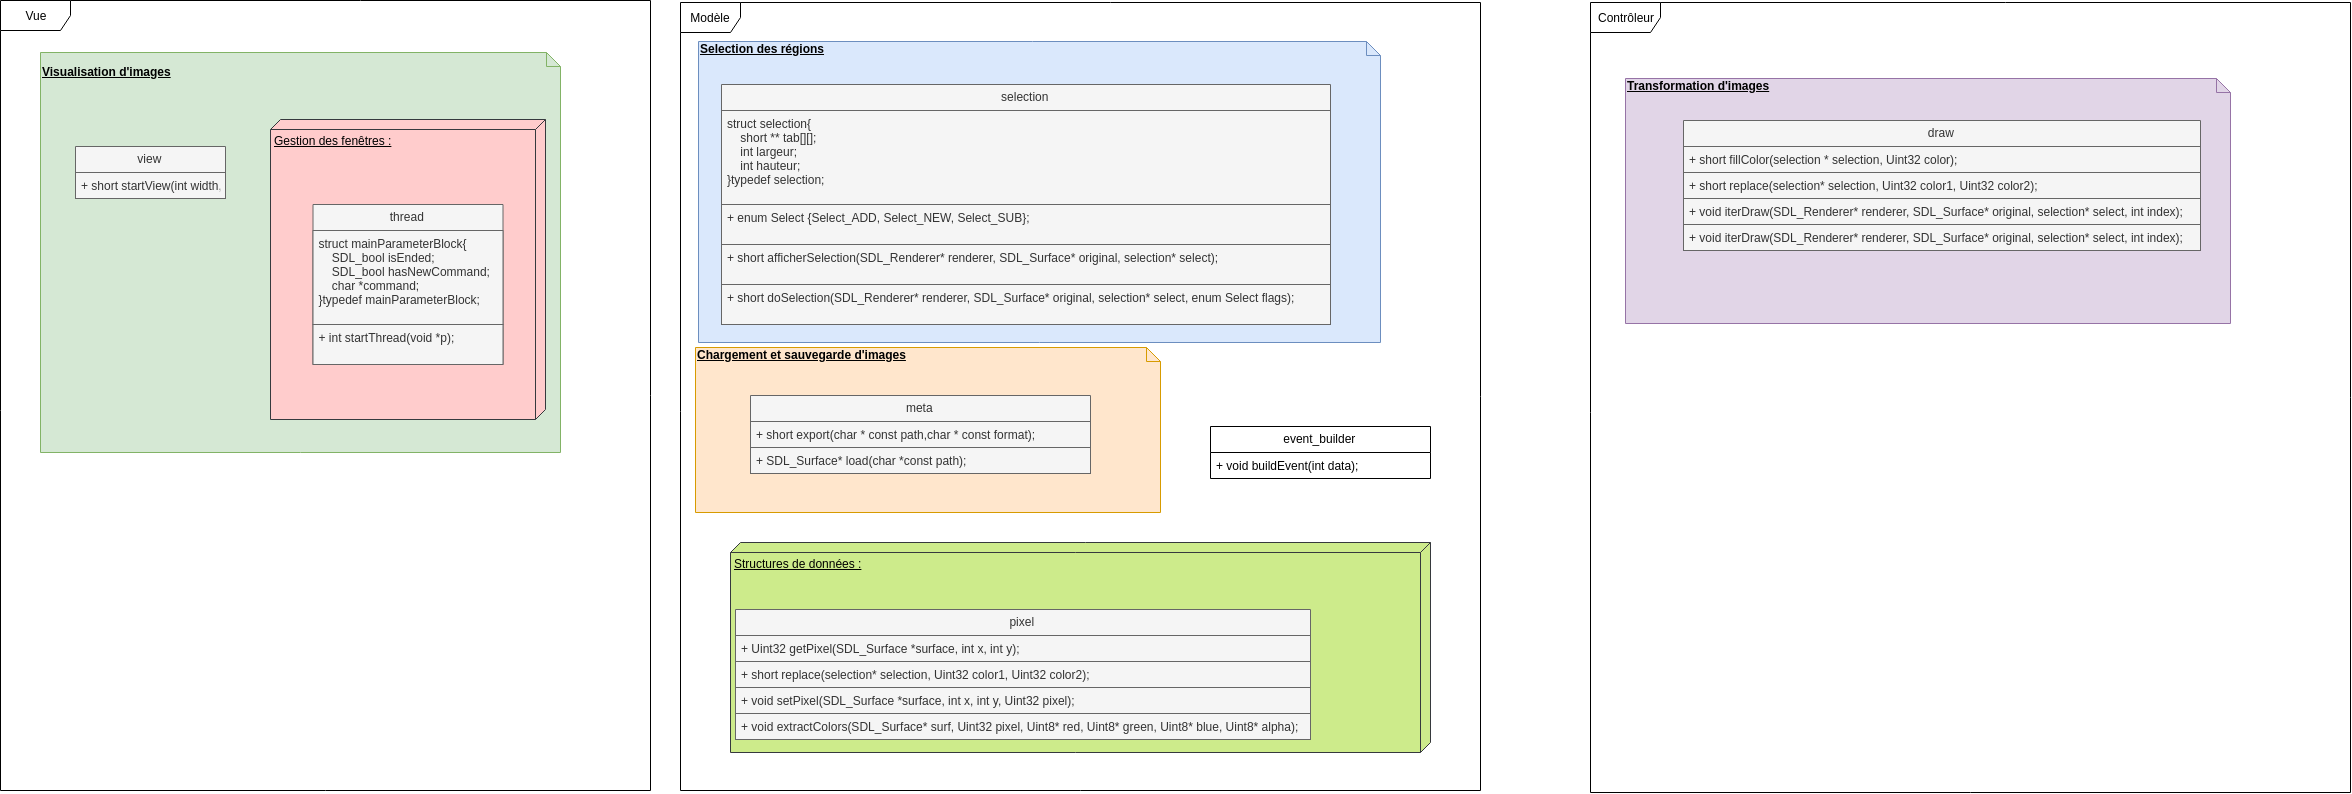 Vue
Visualisation d'images
view
+ short startView(int width,
Gestion des fenêtres :
thread
struct mainParameterBlock{
SDL_bool isEnded;
SDL_bool hasNewCommand;
char *command;
}typedef mainParameterBlock;
+ int startThread(void *p);
Modèle
Selection des régions
selection
struct selection{
short ** tab[][];
int largeur;
int hauteur;
}typedef selection;
+ enum Select {Select_ADD, Select_NEW, Select_SUB};
+ short afficherSelection(SDL_Renderer* renderer, SDL_Surface* original, selection* select);
+ short doSelection(SDL_Renderer* renderer, SDL_Surface* original, selection* select, enum Select flags);
Chargement et sauvegarde d'images
meta
+ short export(char * const path,char * const format);
+ SDL_Surface* load(char *const path);
event_builder
+ void buildEvent(int data);
Structures de données :
pixel
+ Uint32 getPixel(SDL_Surface *surface, int x, int y);
+ short replace(selection* selection, Uint32 color1, Uint32 color2);
+ void setPixel(SDL_Surface *surface, int x, int y, Uint32 pixel);
+ void extractColors(SDL_Surface* surf, Uint32 pixel, Uint8* red, Uint8* green, Uint8* blue, Uint8* alpha);
Contrôleur
Transformation d'images
draw
+ short fillColor(selection * selection, Uint32 color);
+ short replace(selection* selection, Uint32 color1, Uint32 color2);
+ void iterDraw(SDL_Renderer* renderer, SDL_Surface* original, selection* select, int index);
+ void iterDraw(SDL_Renderer* renderer, SDL_Surface* original, selection* select, int index);